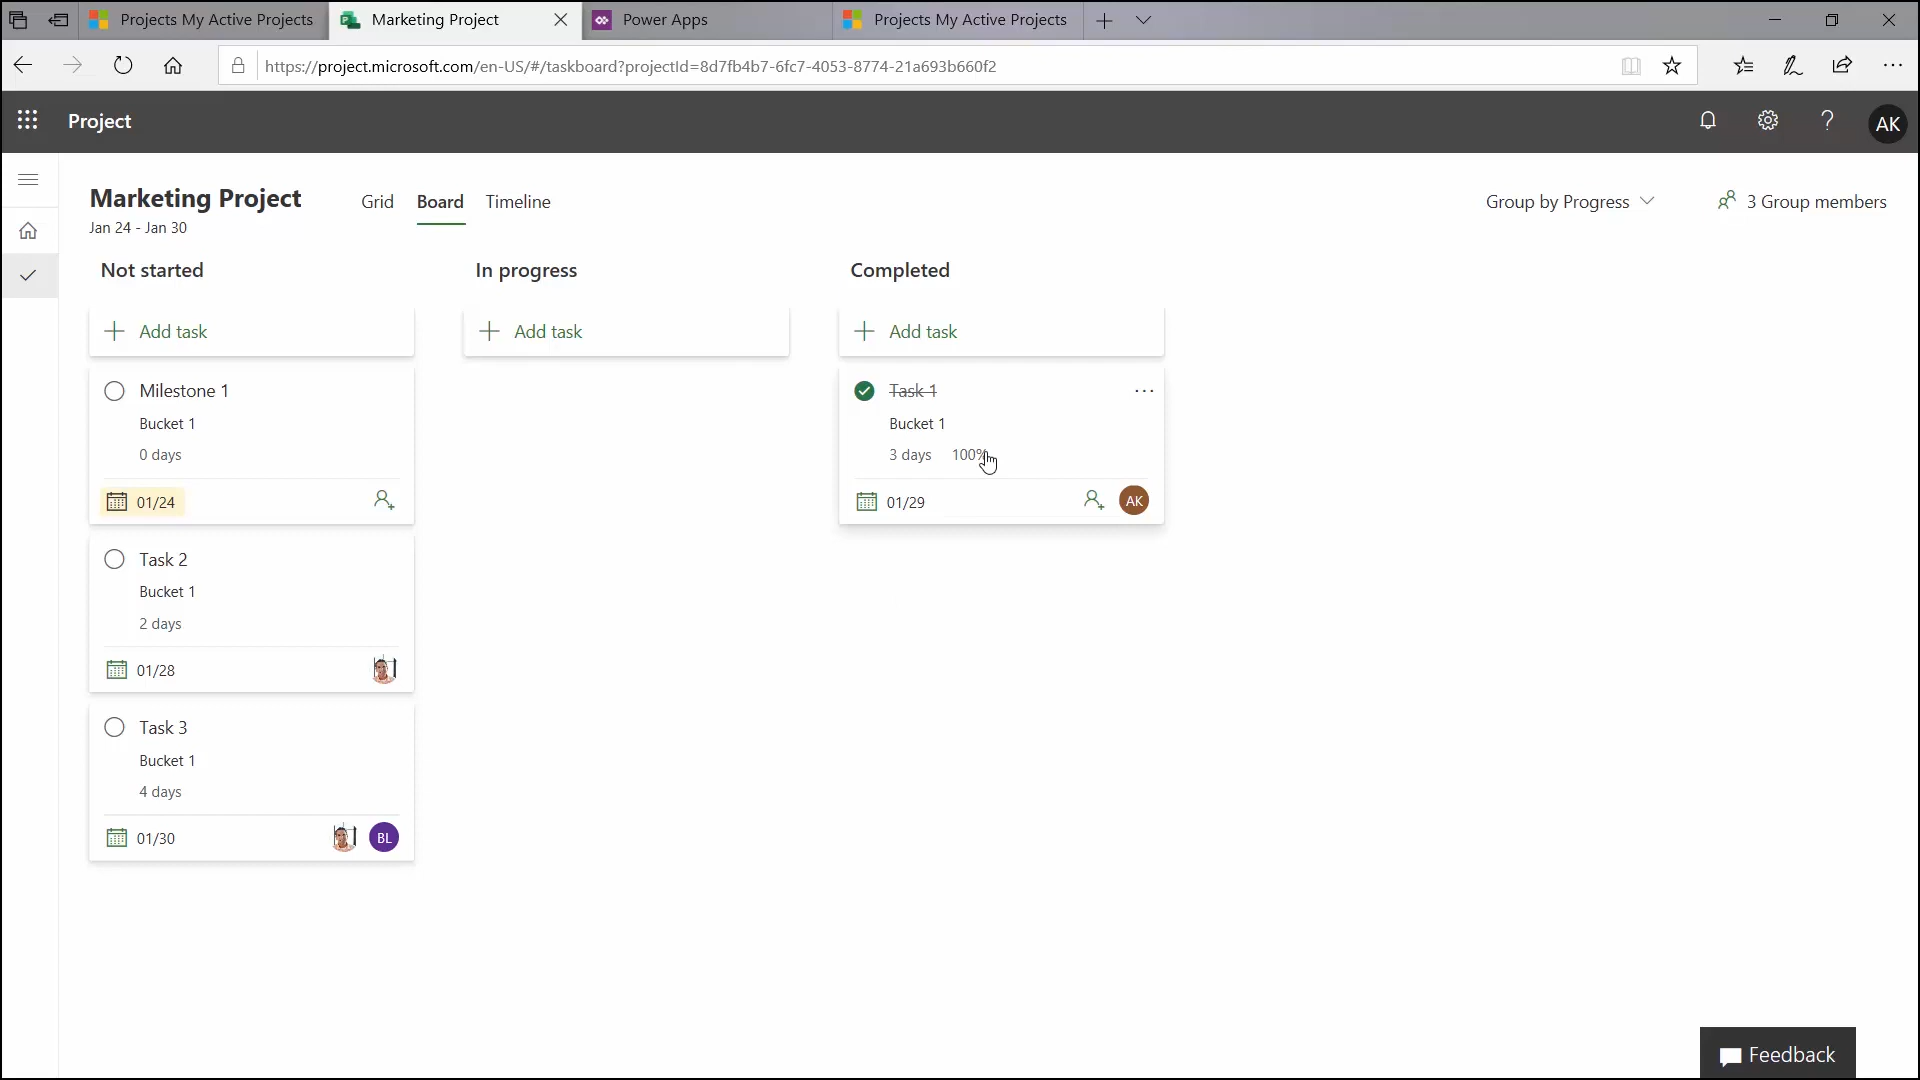 Projects My Active Projects
Marketing Project
Power Apps
Projects My Active Projects
https://project.microsoft.com/en-US/#/taskboard?projectId=8d7fb4b7-6fc7-4053-8774-21a693b660f2
Project
AK
Marketing Project
Grid
Board
Timeline
Group by Progress
3 Group members
Jan 24 - Jan 30
Not started
In progress
Completed
Add task
Add task
Add task
Milestone 1
Bucket 1
0 days
01/24
Task 1
Bucket 1
3 days 100%
01/29
AK
Task 2
Bucket 1
2 days
01/28
Task 3
Bucket 1
4 days
01/30
BL
Feedback